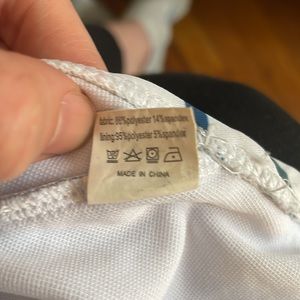 fabric: 86%polyester 14%spandex
lining:95%polyester 5%spandex
MADE IN CHINA